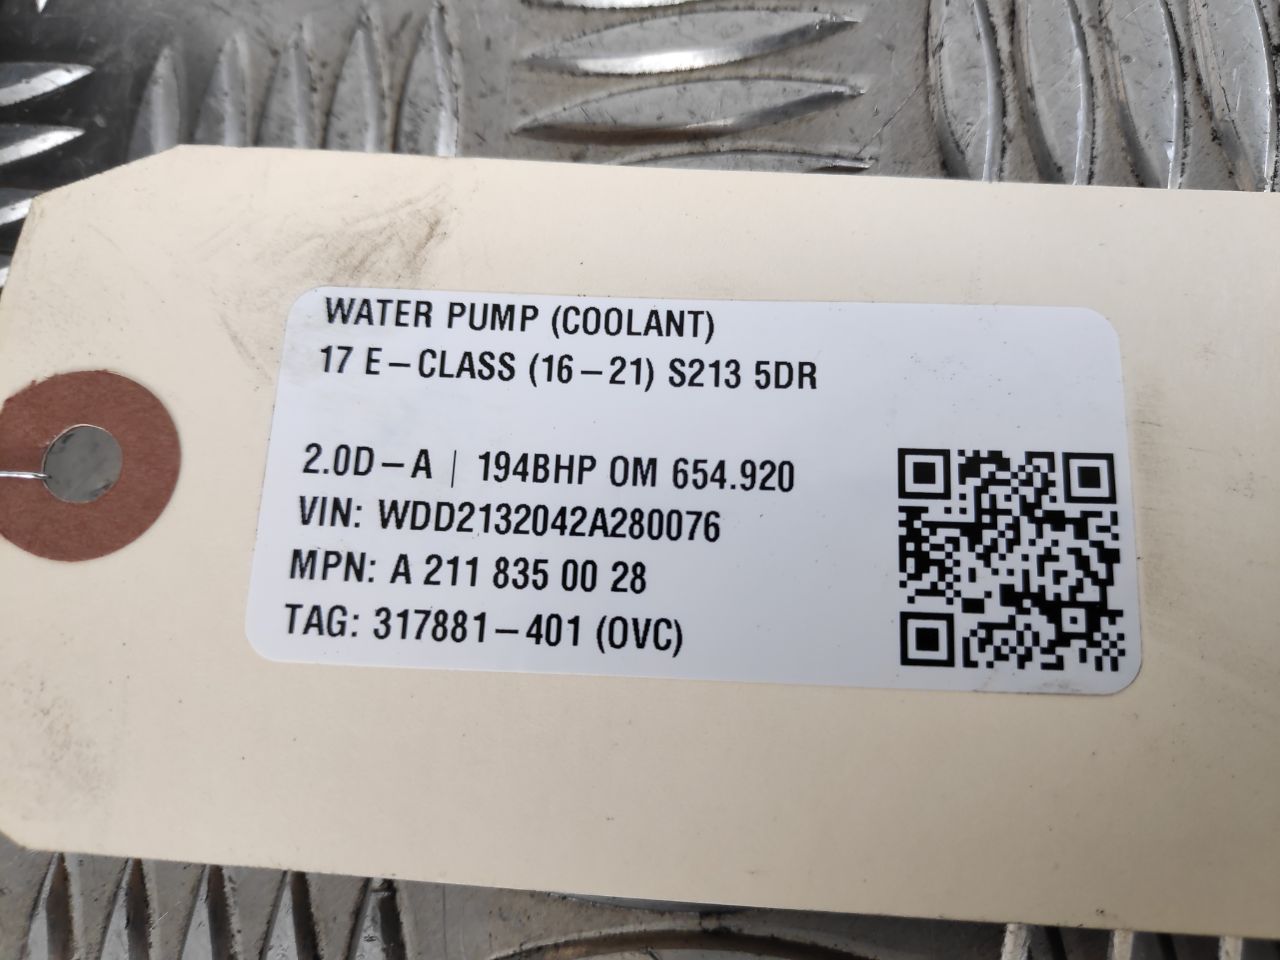 WATER PUMP (COOLANT)
17 E-CLASS (16-21) S213 5DR
2.0D-A | 194BHP OM 654.920
VIN: WDD2132042A280076
MPN: A 211 835 00 28
TAG: 317881-401 (OVC)